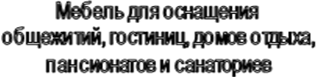 Мебель для оснащения
общежитий, гостиниц, домов отдыха,
пансионатов и санаториев